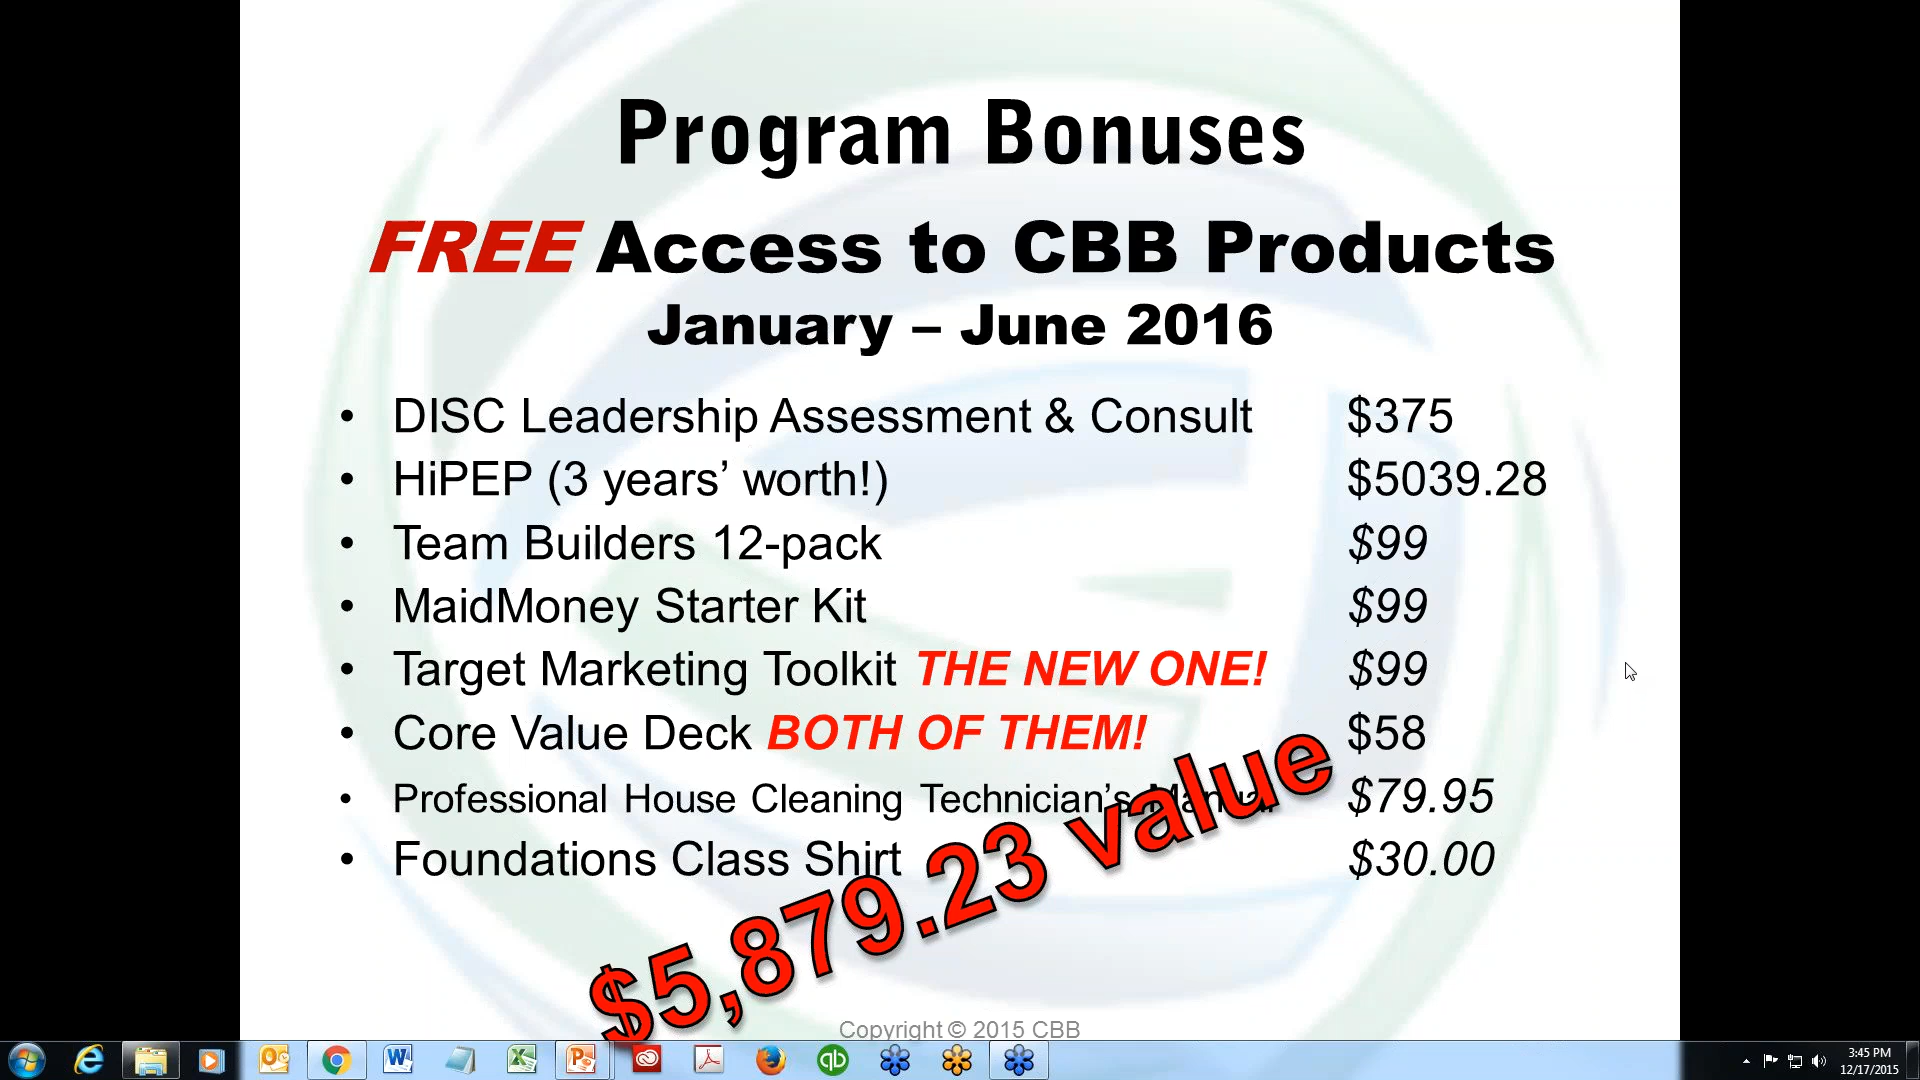 Program Bonuses
FREE Access to CBB Products
January – June 2016
• DISC Leadership Assessment & Consult $375
• HiPEP (3 years’ worth!) $5039.28
• Team Builders 12-pack $99
• MaidMoney Starter Kit $99
• Target Marketing Toolkit THE NEW ONE! $99
• Core Value Deck BOTH OF THEM! $58
• Professional House Cleaning Technician’s Manual $79.95
• Foundations Class Shirt $30.00
$5,879.23 value
Copyright © 2015 CBB
3:45 PM
12/17/2015